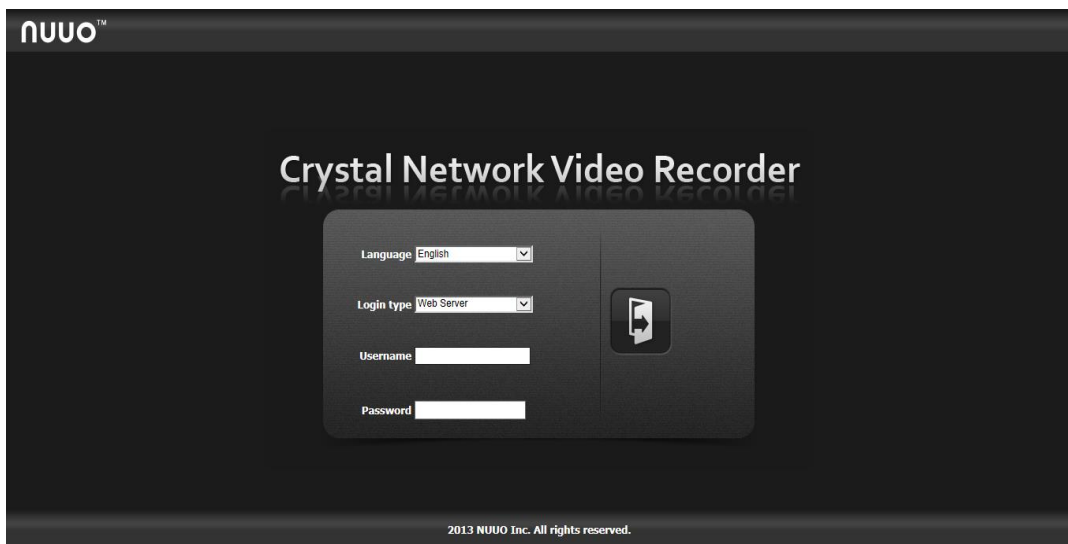 nuuo™
Crystal Network Video Recorder
Language English
Login type Web Server
Username
Password
2013 NUUO Inc. All rights reserved.